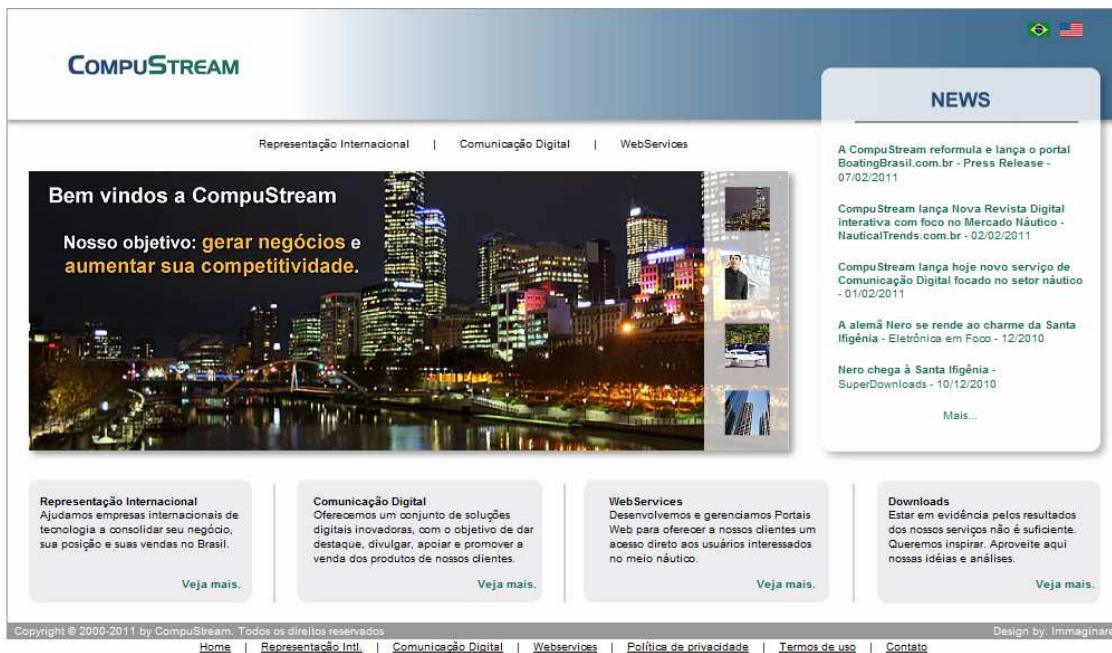 COMPUSTREAM
Representação Internacional | Comunicação Digital | WebServices
Bem vindos a CompuStream
Nosso objetivo: gerar negócios e
aumentar sua competitividade.
NEWS
A CompuStream reformula e lança o portal
BoatingBrasil.com.br - Press Release -
07/02/2011
CompuStream lança Nova Revista Digital
interativa com foco no Mercado Náutico -
NauticalTrends.com.br - 02/02/2011
CompuStream lança hoje novo serviço de
Comunicação Digital focado no setor náutico
- 01/02/2011
A alemã Nero se rende ao charme da Santa
Ifigênia - Eletrônica em Foco - 12/2010
Nero chega à Santa Ifigênia -
SuperDownloads - 10/12/2010
Mais...
Representação Internacional
Ajudamos empresas internacionais de
tecnologia a consolidar seu negócio,
sua posição e suas vendas no Brasil.
Veja mais.
Comunicação Digital
Oferecemos um conjunto de soluções
digitais inovadoras, com o objetivo de dar
destaque, divulgar, apoiar e promover a
venda dos produtos de nossos clientes.
Veja mais.
WebServices
Desenvolvemos e gerenciamos Portais
Web para oferecer a nossos clientes um
acesso direto aos usuários interessados
no meio náutico.
Veja mais.
Downloads
Estar em evidência pelos resultados
dos nossos serviços não é suficiente.
Queremos inspirar. Aproveite aqui
nossas idéias e análises.
Veja mais.
Copyright © 2000-2011 by CompuStream. Todos os direitos reservados
Design by: Immaginare
Home | Representação Intl. | Comunicação Digital | Webservices | Política de privacidade | Termos de uso | Contato